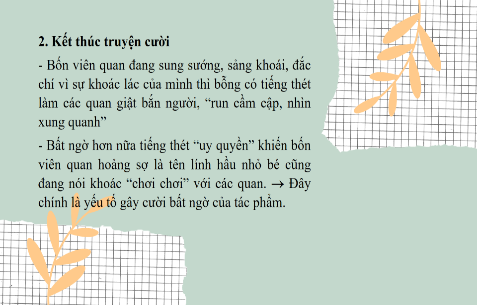 2. Kết thúc truyện cười
- Bốn viên quan đang sung sướng, sảng khoái, đắc
chí vì sự khoác lác của mình thì bỗng có tiếng thét
làm các quan giật bắn người, “run cầm cập, nhìn
xung quanh”
- Bất ngờ hơn nữa tiếng thét “uy quyền” khiến bốn
viên quan hoảng sợ là tên lính hầu nhỏ bé cũng
đang nói khoác “chơi chơi” với các quan. → Đây
chính là yếu tố gây cười bất ngờ của tác phẩm.